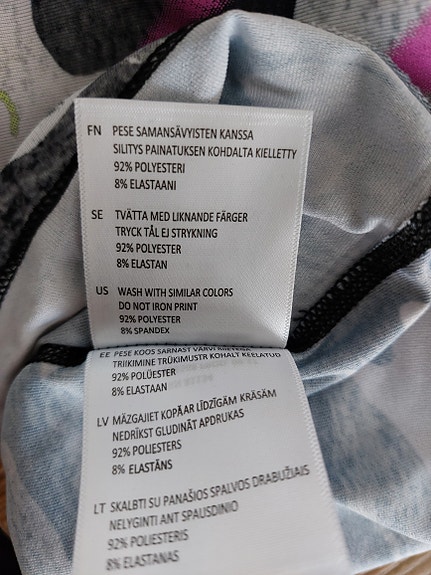 FN PESE SAMANSÄVYISTEN KANSSA
SILITYS PAINATUKSEN KOHDALTA KIELLETTY
92% POLYESTERI
8% ELASTAANI
SE TVÄTTA MED LIKNANDE FÄRGER
TRYCK TÅL EJ STRYKNING
92% POLYESTER
8% ELASTAN
US WASH WITH SIMILAR COLORS
DO NOT IRON PRINT
92% POLYESTER
8% SPANDEX
EE PESE KOOS SARNAST VÄRVI
TRIIKIMINE TRÜKIMUSTR KOHALT KEELATUD
92% POLÜESTER
8% ELASTAAN
LV MĀZGAJIET KOPĀ AR LĪDZĪGĀM KRĀSĀM
NEDRĪKST GLUDINĀT APDRUKAS
92% POLIESTERS
8% ELASTĀNS
LT SKALBTI SU PANAŠIOS SPALVOS DRABUŽIAIS
NELYGINTI ANT SPAUSDINIO
92% POLIESTERIS
8% ELASTANAS